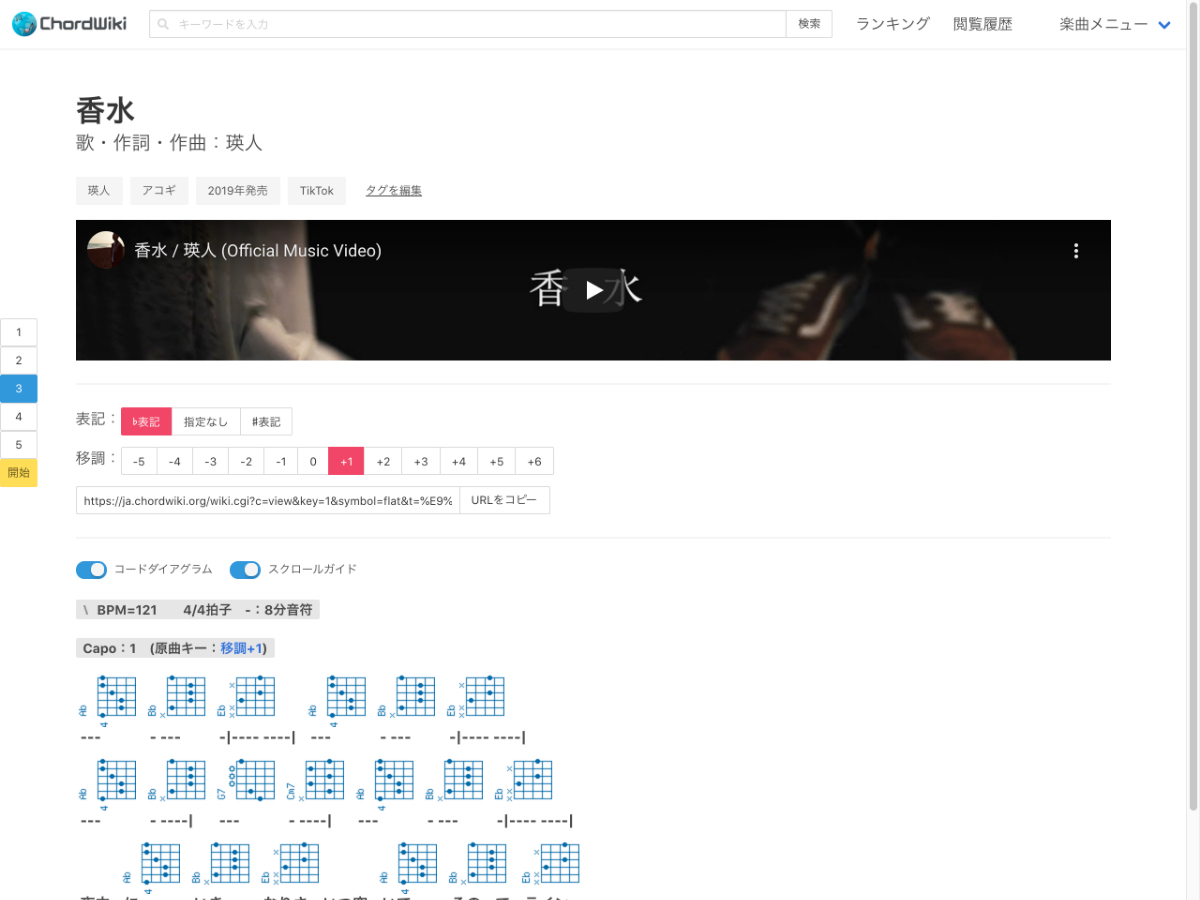 ChordWiki キーワードを入力 検索 ランキング 閲覧履歴 楽曲メニュー
香水
歌・作詞・作曲：瑛人
瑛人 アコギ 2019年発売 TikTok タグを編集
香水 / 瑛人 (Official Music Video)
香水
1
2
3
4
5
開始
表記： ♭表記 指定なし ♯表記
移調： -5 -4 -3 -2 -1 0 +1 +2 +3 +4 +5 +6
https://ja.chordwiki.org/wiki.cgi?c=view&key=1&symbol=flat&t=%E9% URLをコピー
コードダイアグラム スクロールガイド
\ BPM=121 4/4拍子 -：8分音符
Capo：1 (原曲キー：移調+1)
Ab 4 Bb Eb Ab 4 Bb Eb
--- - --- -|---- ----| --- - --- -|---- ----|
Ab 4 Bb G7 Cm7 Ab 4 Bb Eb
--- - ----| --- - ----| --- - --- -|---- ----|
Ab 4 Bb Eb Ab 4 Bb Eb